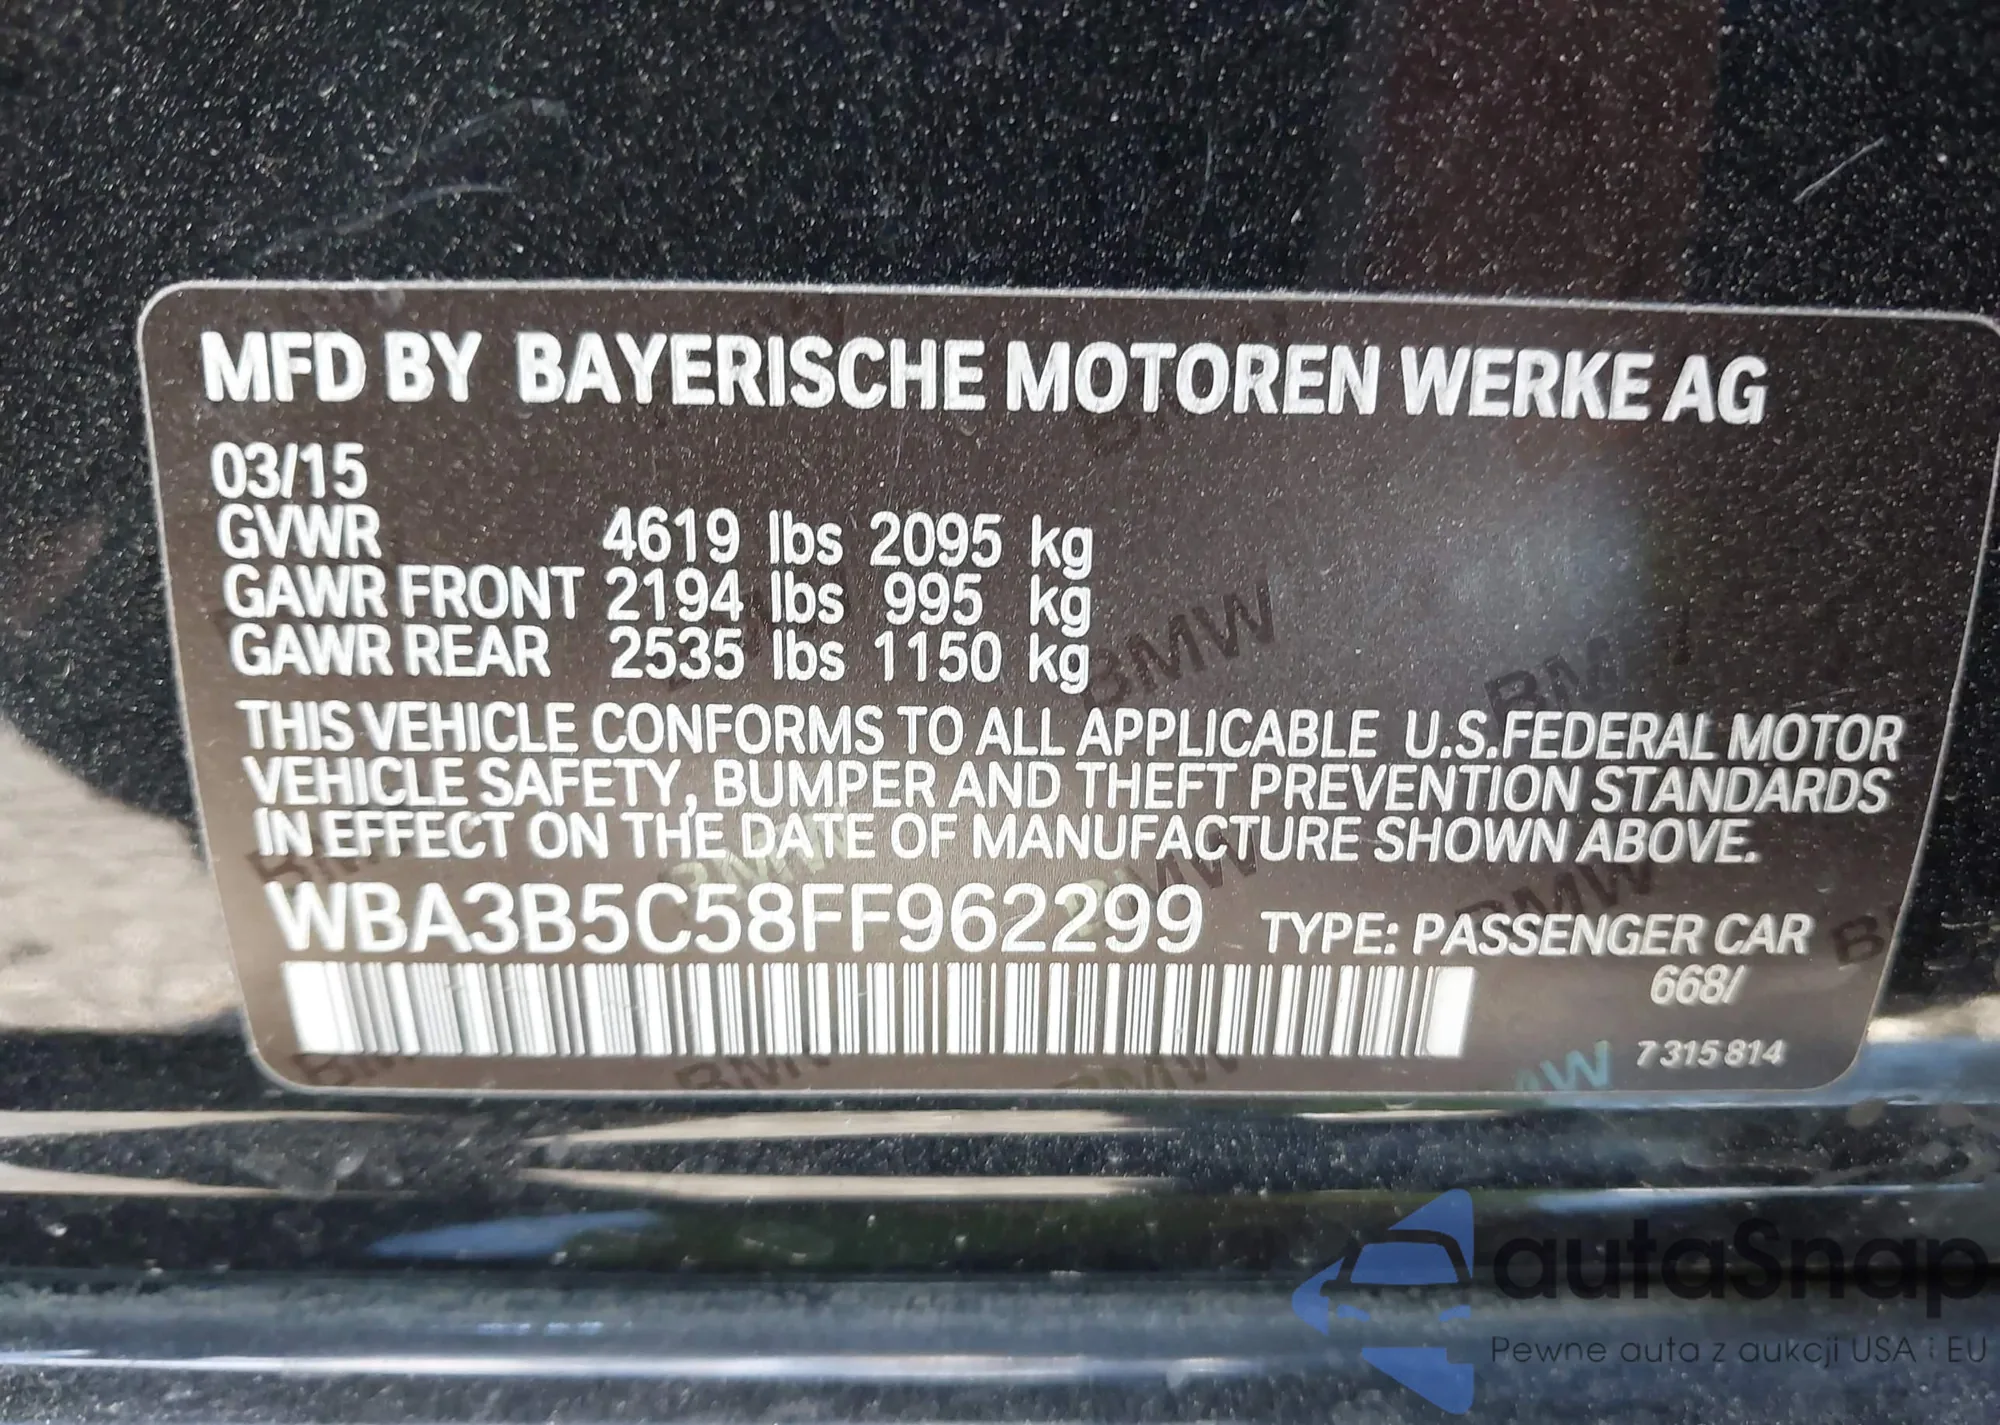 MFD BY BAYERISCHE MOTOREN WERKE AG
03/15
GVWR 4619 lbs 2095 kg
GAWR FRONT 2194 lbs 995 kg
GAWR REAR 2535 lbs 1150 kg
THIS VEHICLE CONFORMS TO ALL APPLICABLE U.S.FEDERAL MOTOR
VEHICLE SAFETY, BUMPER AND THEFT PREVENTION STANDARDS
IN EFFECT ON THE DATE OF MANUFACTURE SHOWN ABOVE.
WBA3B5C58FF962299 TYPE: PASSENGER CAR
668/
7 315 814
autaSnap
Pewne auta z aukcji USA i EU